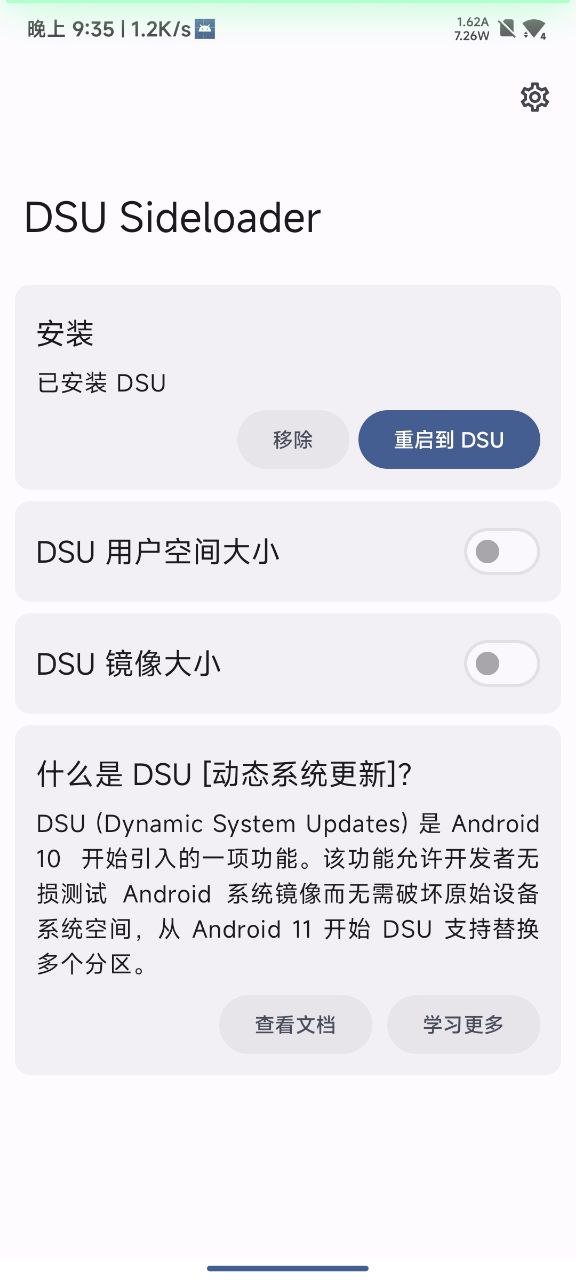 晚上 9:35 | 1.2K/s
1.62A
7.26W
4
DSU Sideloader
安装
已安装 DSU
移除
重启到 DSU
DSU 用户空间大小
DSU 镜像大小
什么是 DSU [动态系统更新]?
DSU (Dynamic System Updates) 是 Android
10 开始引入的一项功能。该功能允许开发者无
损测试 Android 系统镜像而无需破坏原始设备
系统空间，从 Android 11 开始 DSU 支持替换
多个分区。
查看文档
学习更多